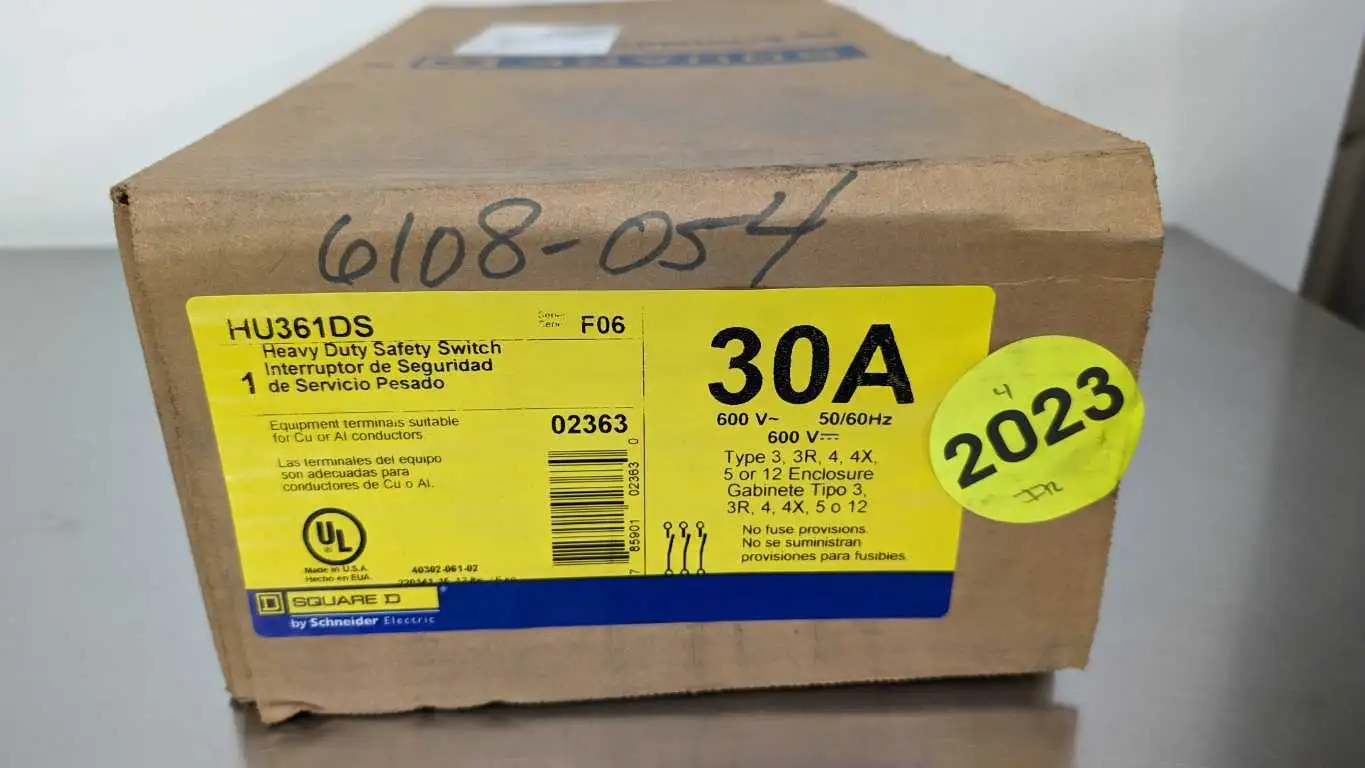 SQUARE D
6108-054
HU361DS
Serie F06
Heavy Duty Safety Switch
Interruptor de Seguridad
1 de Servicio Pesado
Equipment terminals suitable
for Cu or Al conductors
02363
Las terminales del equipo
son adecuadas para
conductores de Cu o Al.
7 85901 02363 0
UL
Made in U.S.A.
Hecho en EUA
40302-061-02
SQUARE D
by Schneider Electric
30A
600 V~ 50/60Hz
600 V⎓
Type 3, 3R, 4, 4X,
5 or 12 Enclosure
Gabinete Tipo 3,
3R, 4, 4X, 5 o 12
No fuse provisions.
No se suministran
provisiones para fusibles.
4
2023